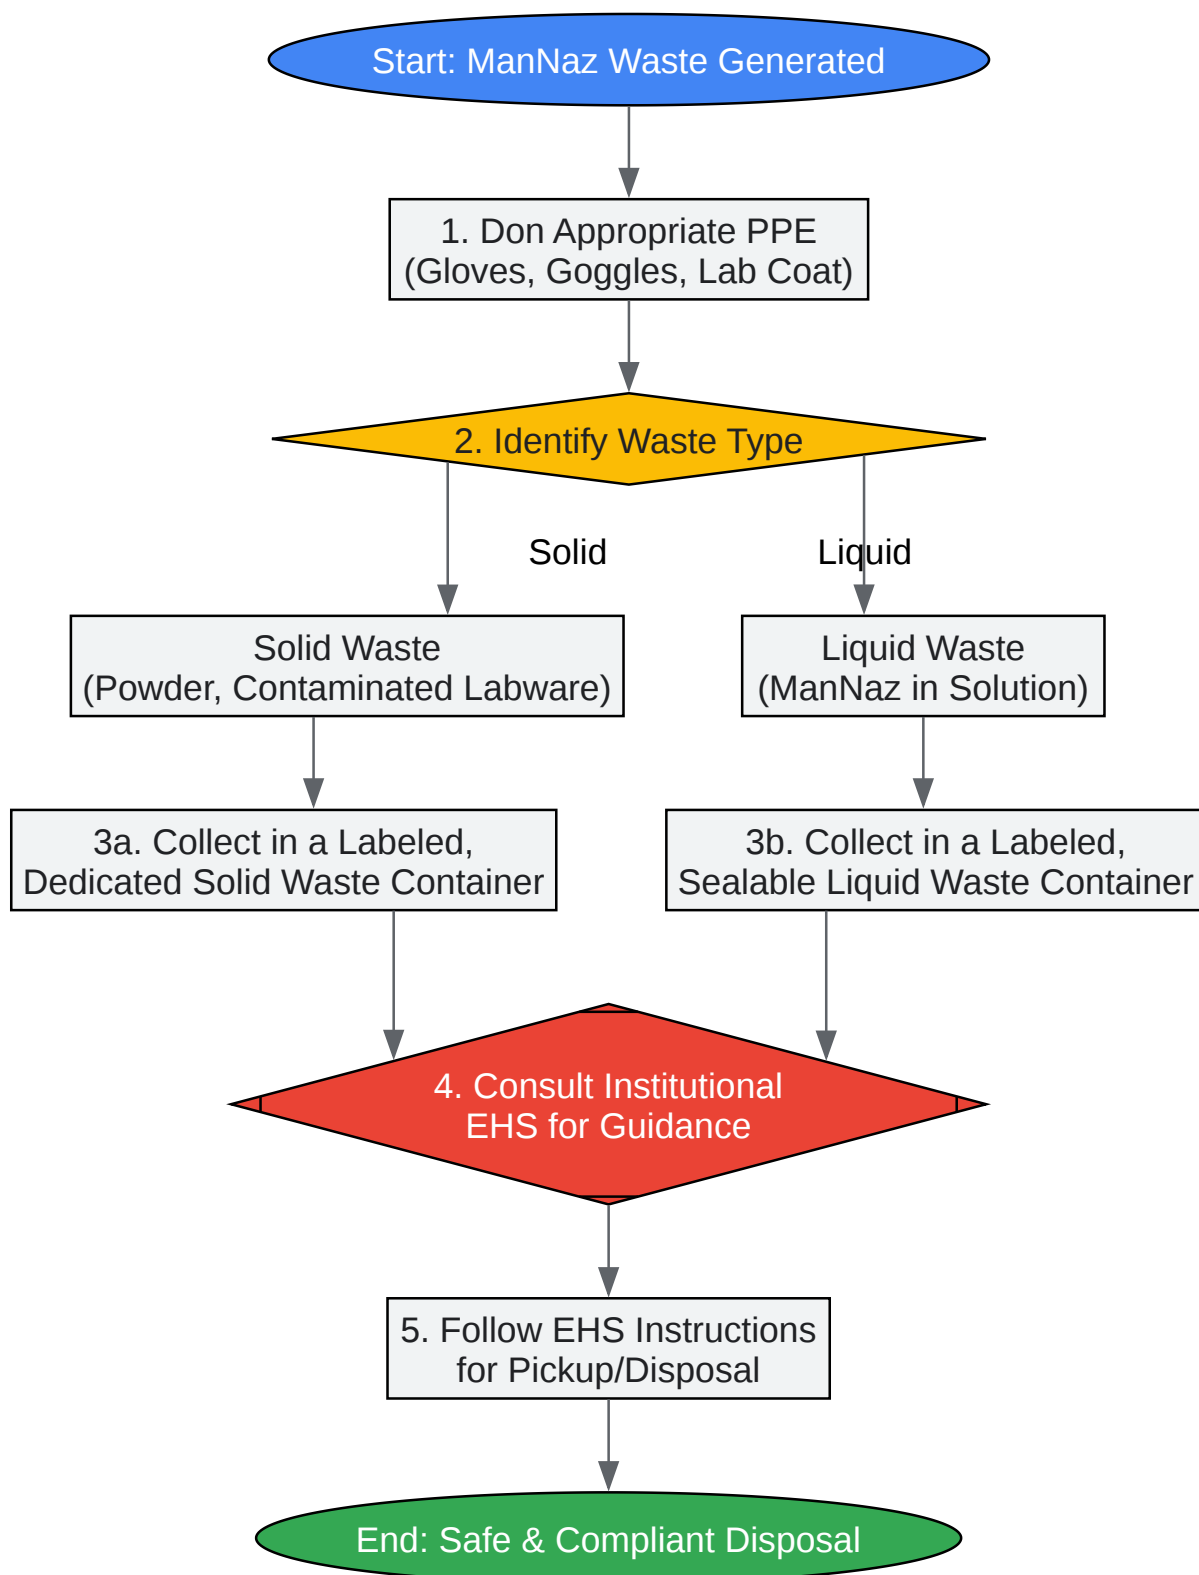 Start: ManNaz Waste Generated
1. Don Appropriate PPE
(Gloves, Goggles, Lab Coat)
2. Identify Waste Type
Solid
Liquid
Solid Waste
(Powder, Contaminated Labware)
Liquid Waste
(ManNaz in Solution)
3a. Collect in a Labeled,
Dedicated Solid Waste Container
3b. Collect in a Labeled,
Sealable Liquid Waste Container
4. Consult Institutional
EHS for Guidance
5. Follow EHS Instructions
for Pickup/Disposal
End: Safe & Compliant Disposal